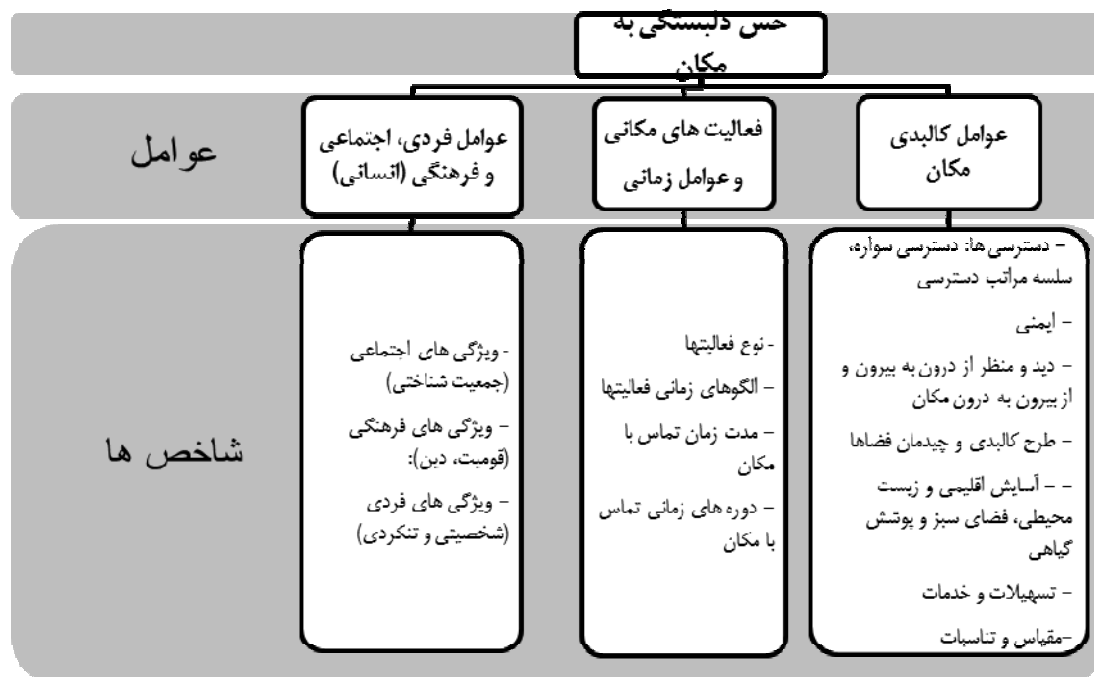 حس دلبستگی به
مکان
عوامل
عوامل کالبدی
مکان
فعالیت های مکانی
و عوامل زمانی
عوامل فردی، اجتماعی
و فرهنگی (انسانی)
شاخص ها
- دسترسی‌ها: دسترسی سواره،
سلسه مراتب دسترسی
- ایمنی
- دید و منظر از درون به بیرون و
از بیرون به درون مکان
- طرح کالبدی و چیدمان فضاها
- - آسایش اقلیمی و زیست
محیطی، فضای سبز و پوشش
گیاهی
- تسهیلات و خدمات
-مقیاس و تناسبات
- نوع فعالیتها
- الگوهای زمانی فعالیتها
- مدت زمان تماس با
مکان
- دوره های زمانی تماس
با مکان
- ویژگی های اجتماعی
(جمعیت شناختی)
- ویژگی های فرهنگی
(قومیت، دین):
- ویژگی های فردی
(شخصیتی و تنکردی)